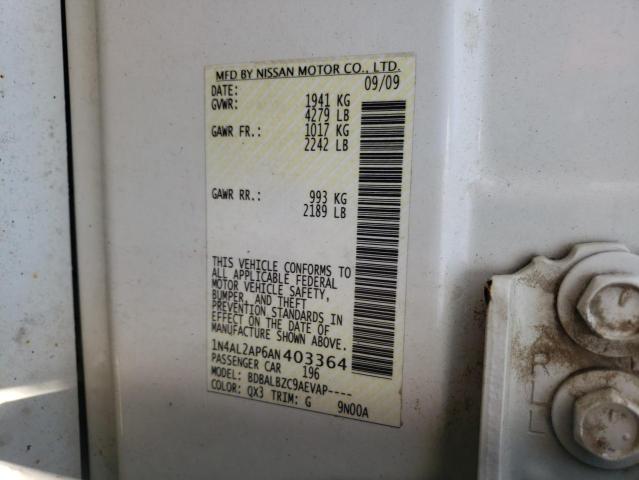 MFD BY NISSAN MOTOR CO., LTD.
DATE: 09/09
GVWR: 1941 KG
4279 LB
GAWR FR.: 1017 KG
2242 LB
GAWR RR.: 993 KG
2189 LB
THIS VEHICLE CONFORMS TO
ALL APPLICABLE FEDERAL
MOTOR VEHICLE SAFETY,
BUMPER, AND THEFT
PREVENTION STANDARDS IN
EFFECT ON THE DATE OF
MANUFACTURE SHOWN ABOVE.
1N4AL2AP6AN403364
PASSENGER CAR 196
MODEL: BDBALBZC9AEVAP----
COLOR: QX3 TRIM: G 9N00A